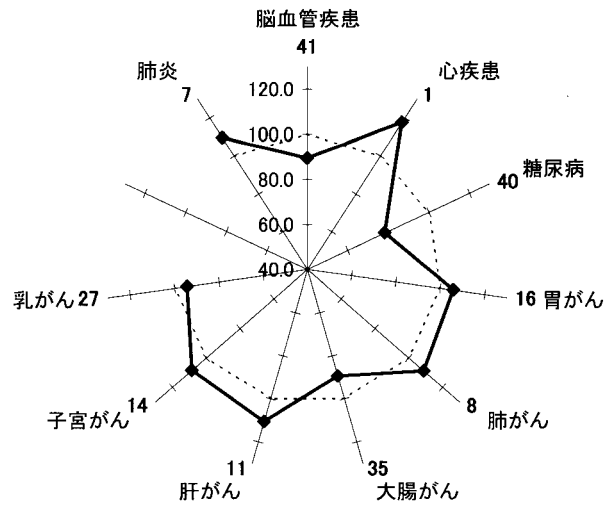 脳血管疾患
41
肺炎
7
心疾患
1
120.0
100.0
80.0
60.0
40.0
糖尿病
40
16 胃がん
乳がん 27
8
肺がん
14
子宮がん
11
肝がん
35
大腸がん